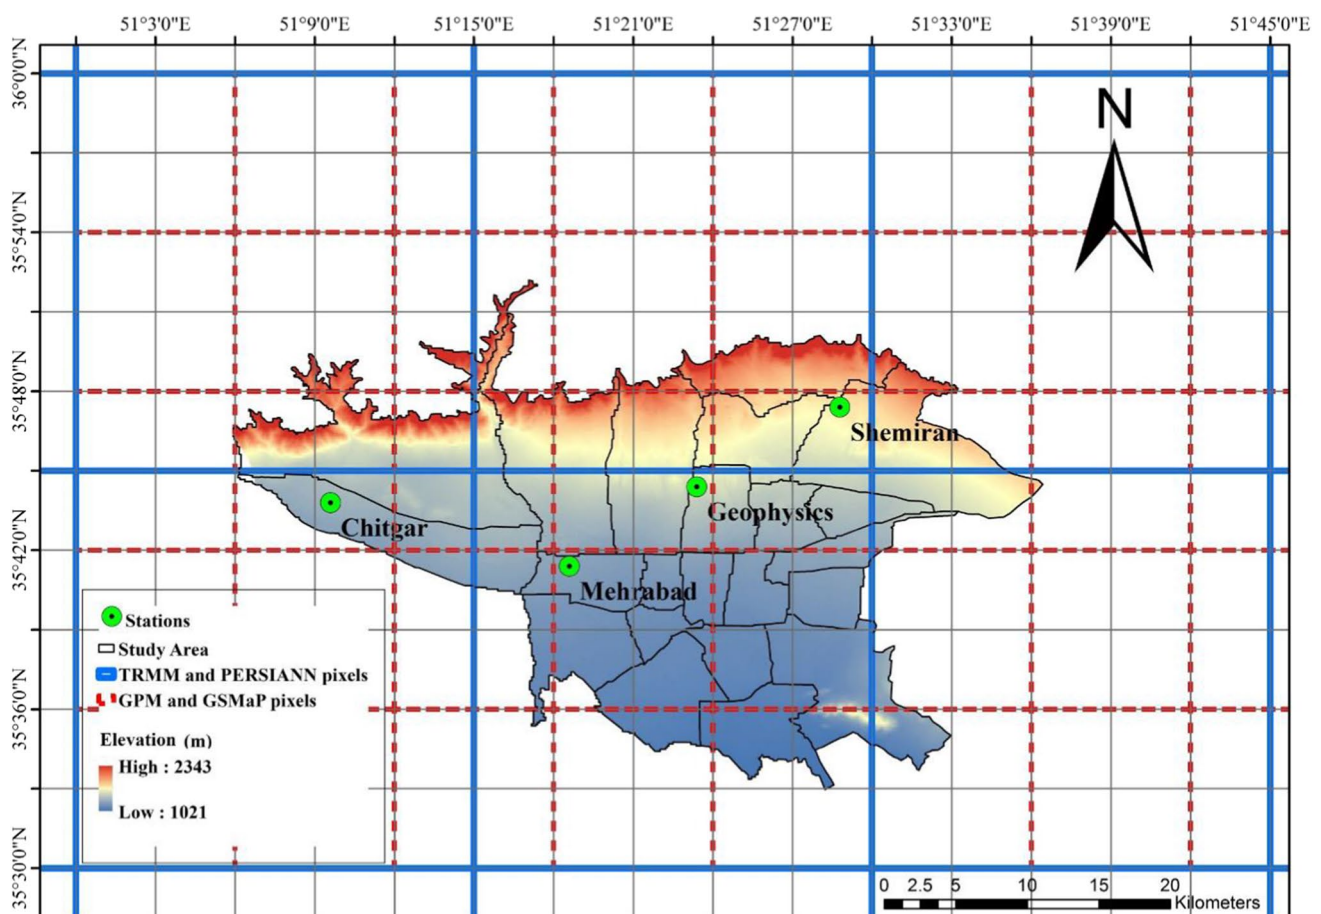 51°3'0"E 51°9'0"E 51°15'0"E 51°21'0"E 51°27'0"E 51°33'0"E 51°39'0"E 51°45'0"E
36°0'0"N
N
35°54'0"N
35°48'0"N
Shemiran
Geophysics
Chitgar
35°42'0"N
Mehrabad
Stations
Study Area
TRMM and PERSIANN pixels
GPM and GSMaP pixels
35°36'0"N
Elevation (m)
High : 2343
Low : 1021
35°30'0"N
0 2.5 5 10 15 20
Kilometers